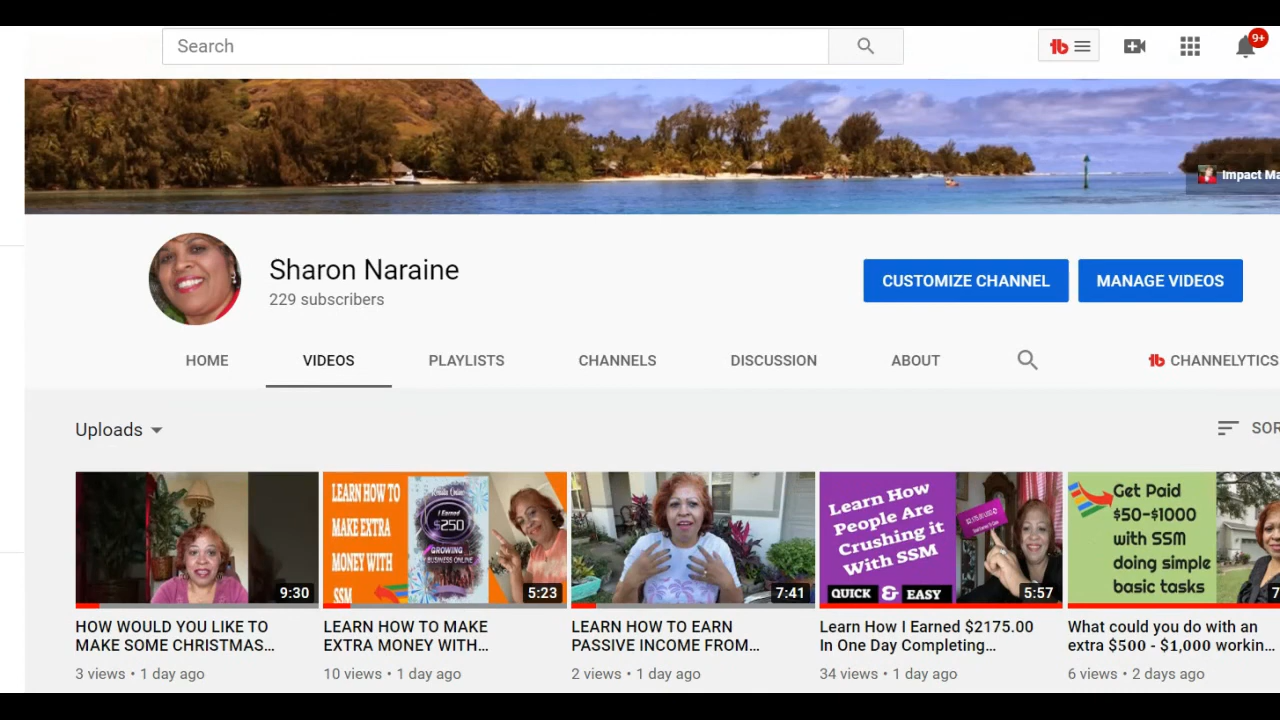 Search
9+
Impact Ma
Sharon Naraine
229 subscribers
CUSTOMIZE CHANNEL
MANAGE VIDEOS
HOME
VIDEOS
PLAYLISTS
CHANNELS
DISCUSSION
ABOUT
CHANNELYTICS
Uploads
SOR
LEARN HOW TO
MAKE EXTRA
MONEY WITH
SSM
I Earned
$250
GROWING
BUSINESS ONLINE
Learn How
People Are
Crushing it
With SSM
QUICK & EASY
Get Paid
$50-$1000
with SSM
doing simple
basic tasks
9:30
5:23
7:41
5:57
7
HOW WOULD YOU LIKE TO
MAKE SOME CHRISTMAS...
3 views • 1 day ago
LEARN HOW TO MAKE
EXTRA MONEY WITH...
10 views • 1 day ago
LEARN HOW TO EARN
PASSIVE INCOME FROM...
2 views • 1 day ago
Learn How I Earned $2175.00
In One Day Completing...
34 views • 1 day ago
What could you do with an
extra $500 - $1,000 workin...
6 views • 2 days ago